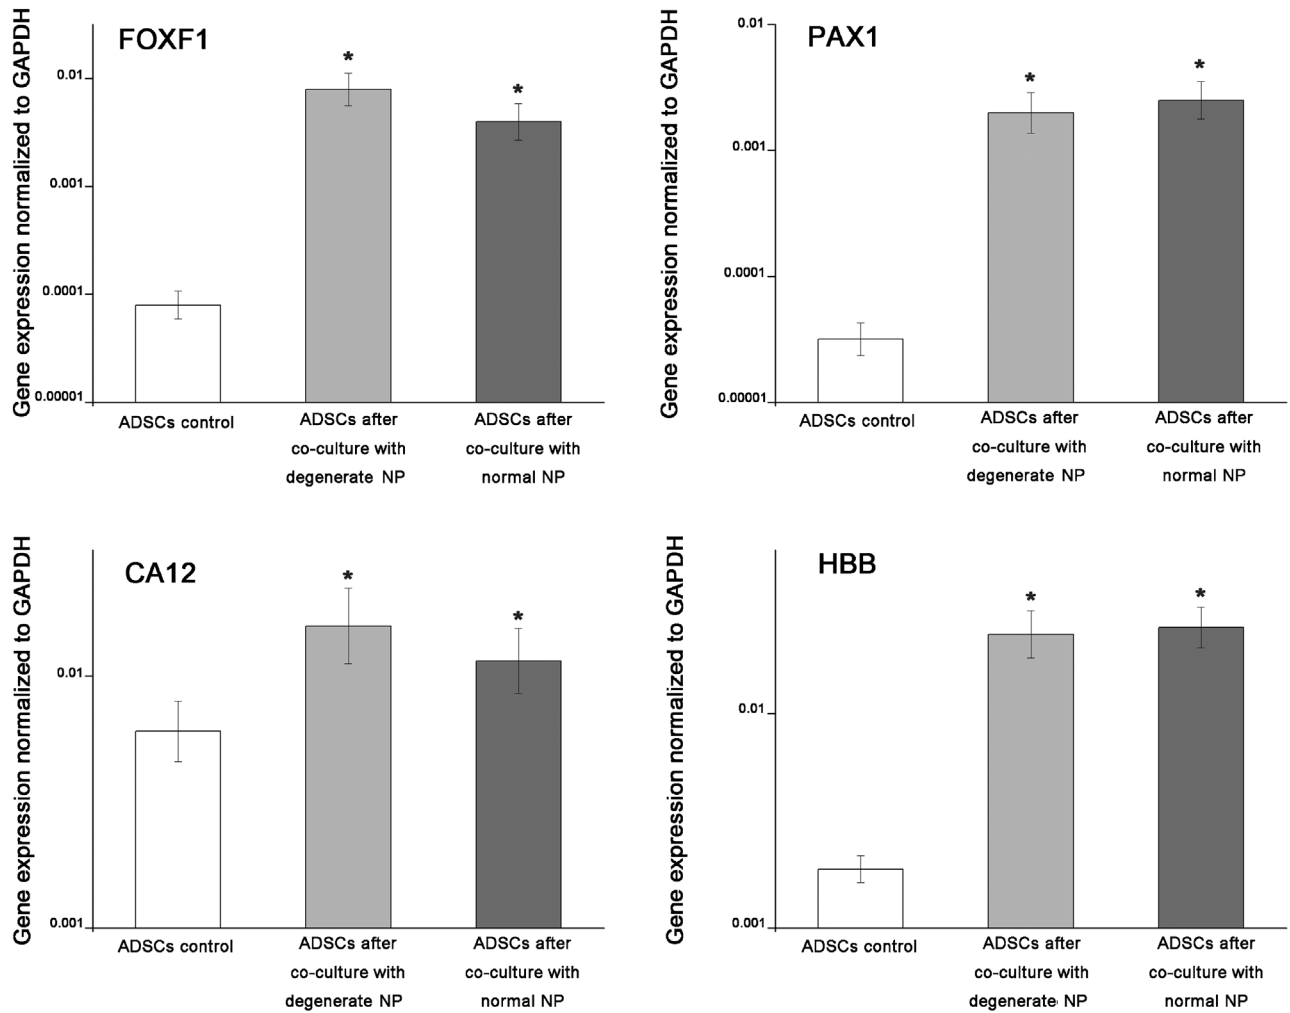 Gene expression normalized to GAPDH
FOXF1
*
*
0.01
0.001
0.0001
0.00001
ADSCs control
ADSCs after
co-culture with
degenerate NP
ADSCs after
co-culture with
normal NP
Gene expression normalized to GAPDH
PAX1
*
*
0.01
0.001
0.0001
0.00001
ADSCs control
ADSCs after
co-culture with
degenerate NP
ADSCs after
co-culture with
normal NP
Gene expression normalized to GAPDH
CA12
*
*
0.01
0.001
ADSCs control
ADSCs after
co-culture with
degenerate NP
ADSCs after
co-culture with
normal NP
Gene expression normalized to GAPDH
HBB
*
*
0.01
0.001
ADSCs control
ADSCs after
co-culture with
degenerate NP
ADSCs after
co-culture with
normal NP